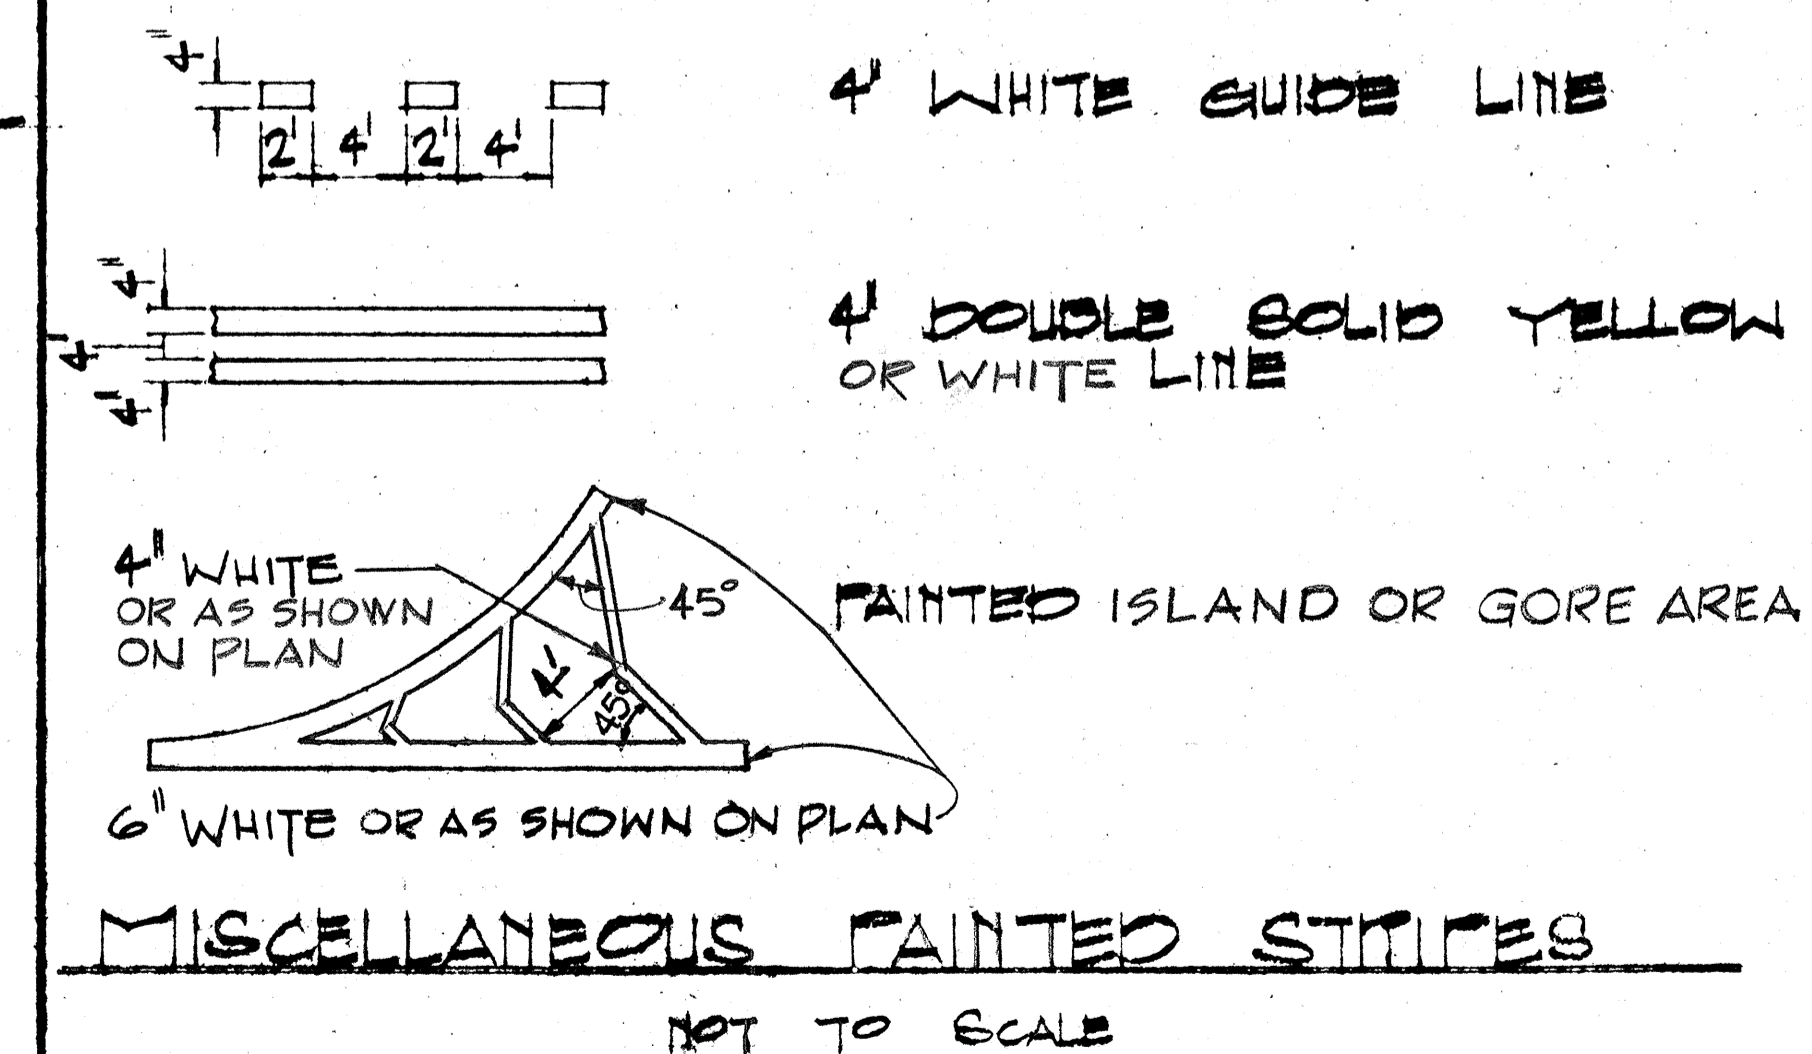 4"
4" WHITE GUIDE LINE
2' 4' 2' 4'
4"
4" DOUBLE SOLID YELLOW
4"
OR WHITE LINE
4"
4" WHITE
OR AS SHOWN
ON PLAN
45°
PAINTED ISLAND OR GORE AREA
4'
45°
6" WHITE OR AS SHOWN ON PLAN
MISCELLANEOUS PAINTED STRIPES
NOT TO SCALE